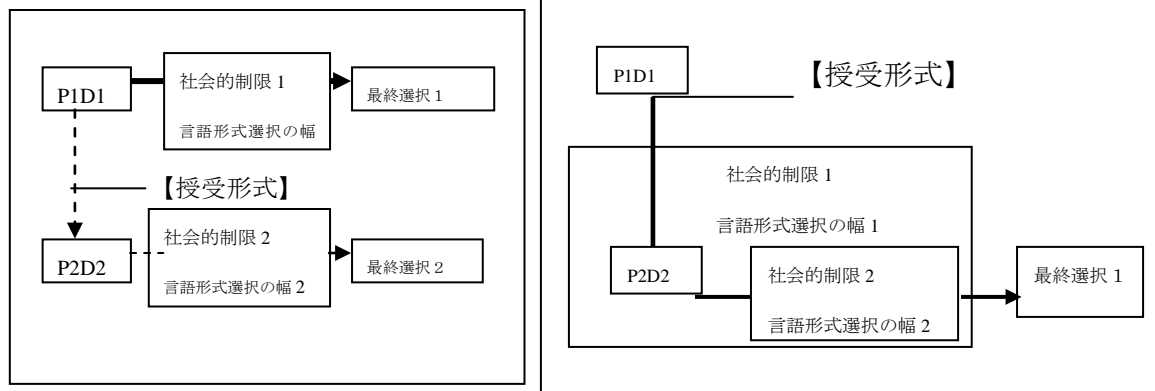 P1D1
社会的制限 1
言語形式選択の幅
最終選択 1
【授受形式】
P2D2
社会的制限 2
言語形式選択の幅 2
最終選択 2
P1D1
【授受形式】
社会的制限 1
言語形式選択の幅 1
P2D2
社会的制限 2
言語形式選択の幅 2
最終選択 1